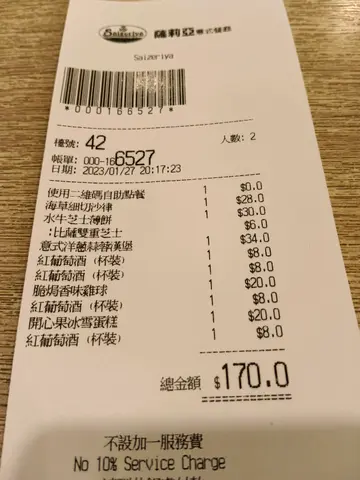 Saizeriya
薩莉亞意式餐廳
Saizeriya
*000166527*
檯號: 42
人數: 2
帳單: 000-166527
日期: 2023/01/27 20:17:23
使用二維碼自助點餐 1 $0.0
海草細切沙律 1 $28.0
水牛芝士薄餅 1 $30.0
:比薩雙重芝士 $6.0
意式洋蔥蒜蓉漢堡 1 $34.0
紅葡萄酒 (杯裝) 1 $8.0
紅葡萄酒 (杯裝) 1 $8.0
脆焗香味雞球 1 $20.0
紅葡萄酒 (杯裝) 1 $8.0
開心果冰雪蛋糕 1 $20.0
紅葡萄酒 (杯裝) 1 $8.0
總金額 $170.0
不設加一服務費
No 10% Service Charge